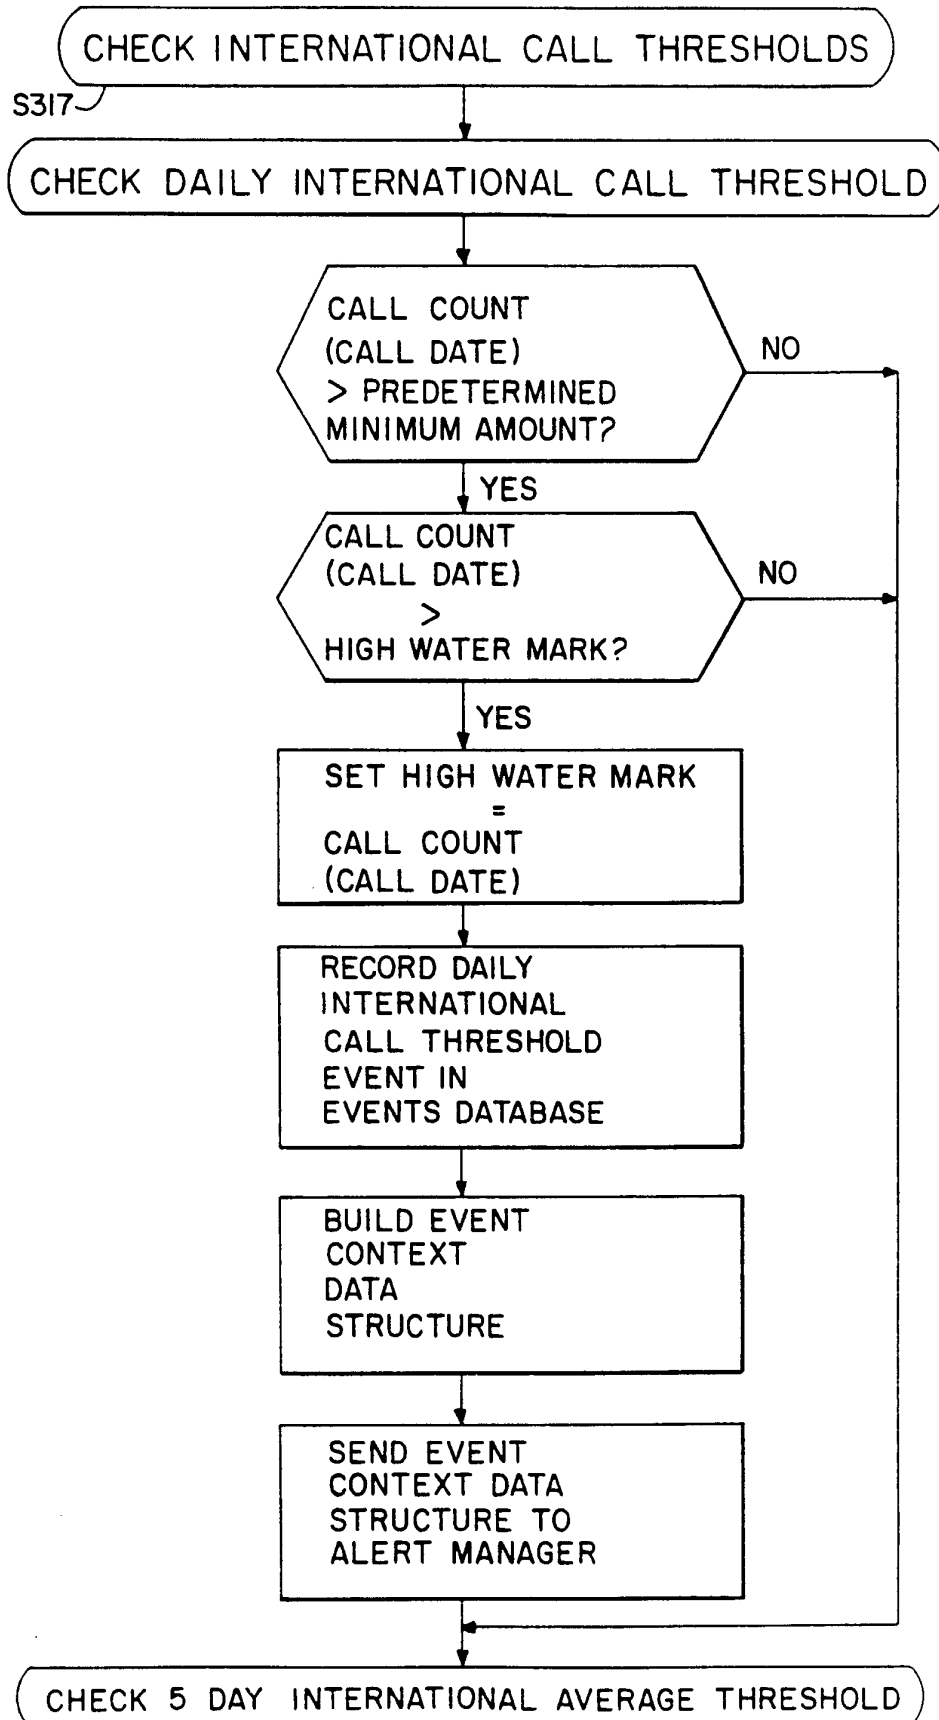 CHECK INTERNATIONAL CALL THRESHOLDS
S317
CHECK DAILY INTERNATIONAL CALL THRESHOLD
CALL COUNT
(CALL DATE)
> PREDETERMINED
MINIMUM AMOUNT?
NO
YES
CALL COUNT
(CALL DATE)
>
HIGH WATER MARK?
NO
YES
SET HIGH WATER MARK
=
CALL COUNT
(CALL DATE)
RECORD DAILY
INTERNATIONAL
CALL THRESHOLD
EVENT IN
EVENTS DATABASE
BUILD EVENT
CONTEXT
DATA
STRUCTURE
SEND EVENT
CONTEXT DATA
STRUCTURE TO
ALERT MANAGER
CHECK 5 DAY INTERNATIONAL AVERAGE THRESHOLD